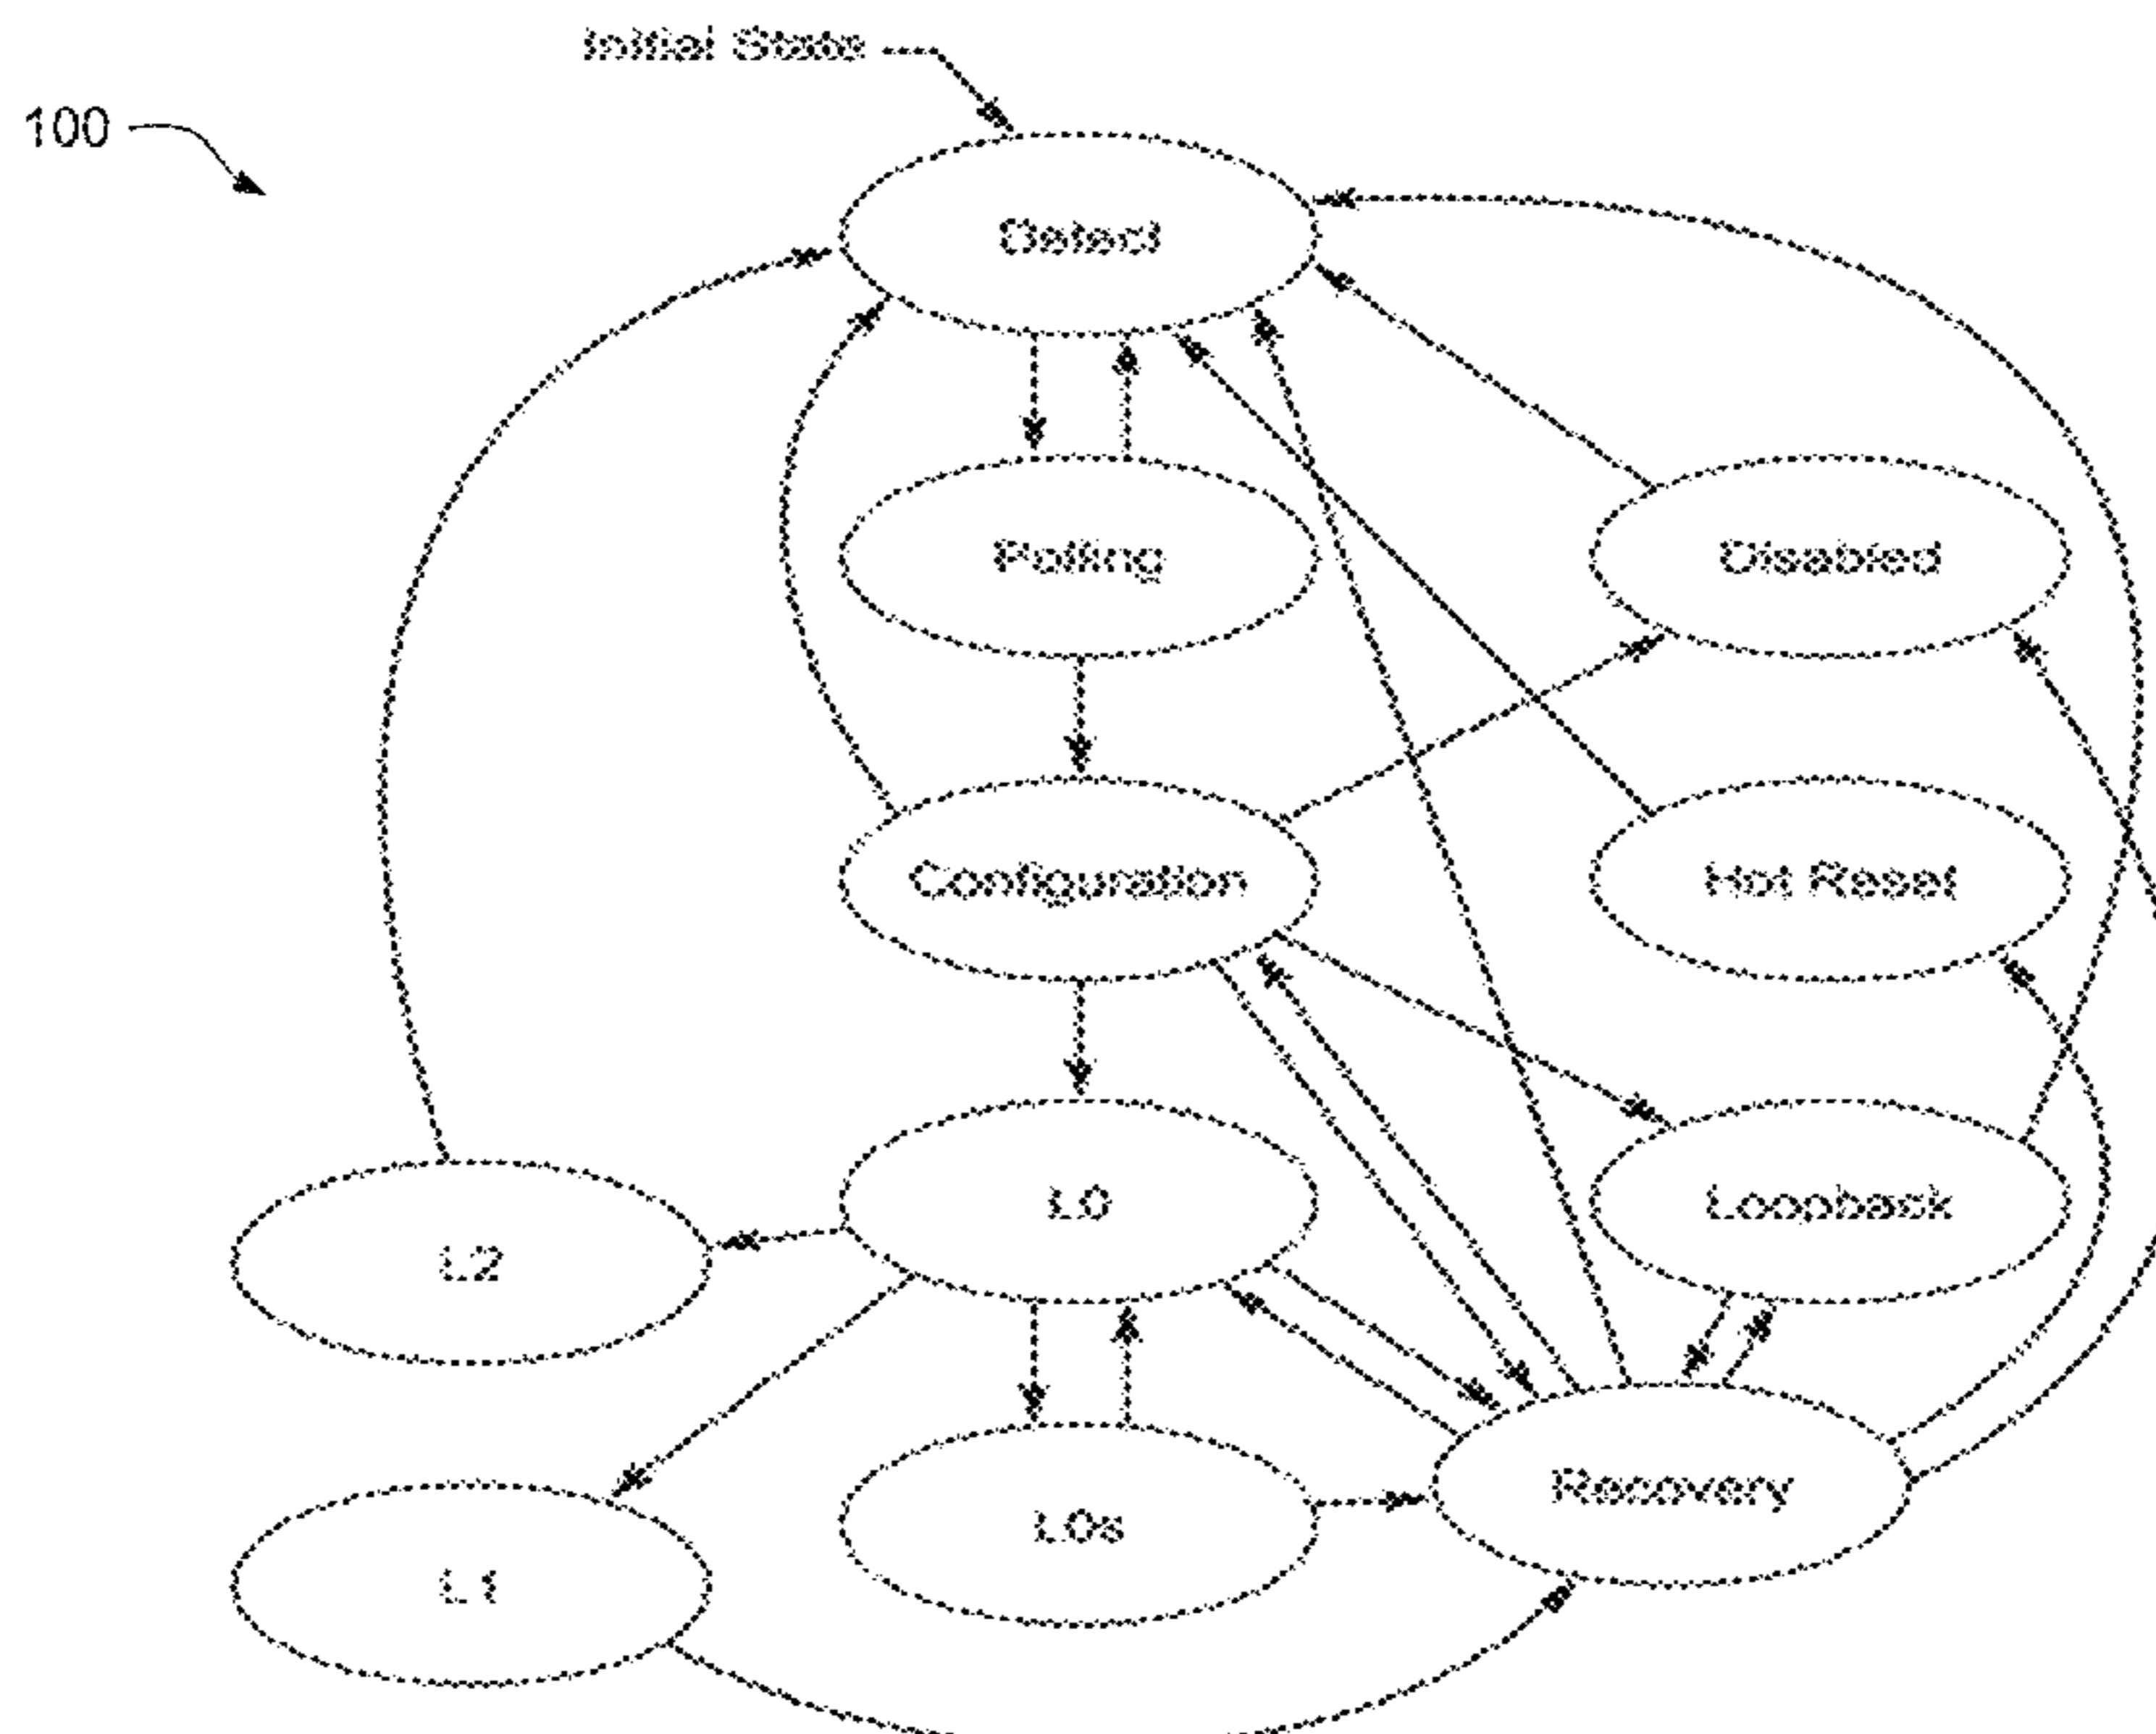 Initial State
100
Detect
Polling
Disabled
Configuration
Hot Reset
L0
Loopback
L2
L0s
Recovery
L1